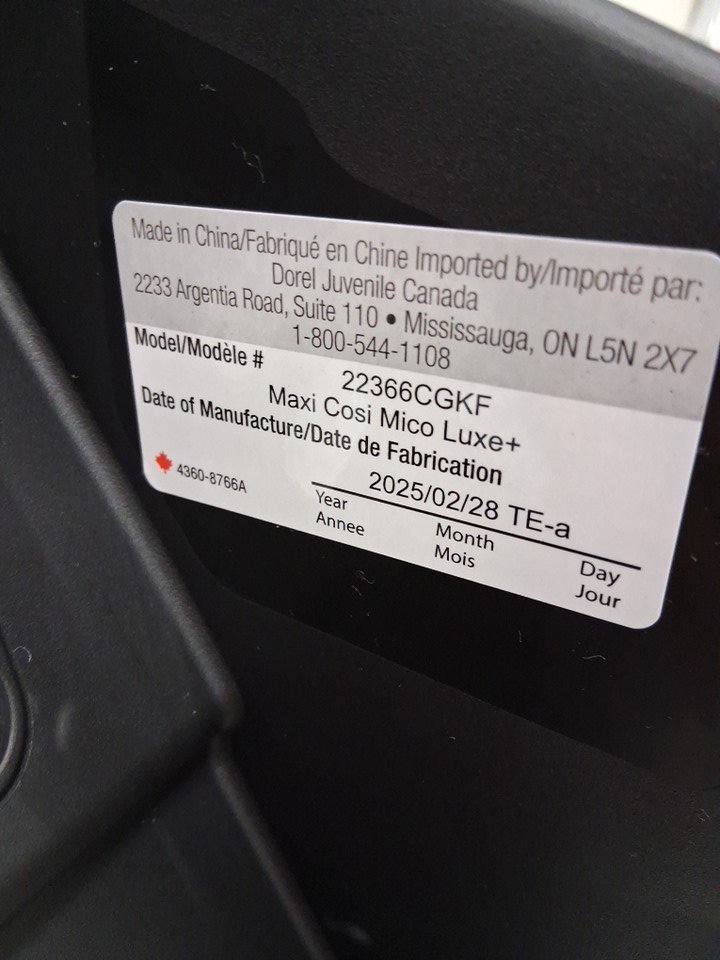 Made in China/Fabriqué en Chine Imported by/Importé par:
Dorel Juvenile Canada
2233 Argentia Road, Suite 110 • Mississauga, ON L5N 2X7
1-800-544-1108
Model/Modèle #
22366CGKF
Maxi Cosi Mico Luxe+
Date of Manufacture/Date de Fabrication
2025/02/28 TE-a
4360-8766A
Year Month Day
Annee Mois Jour